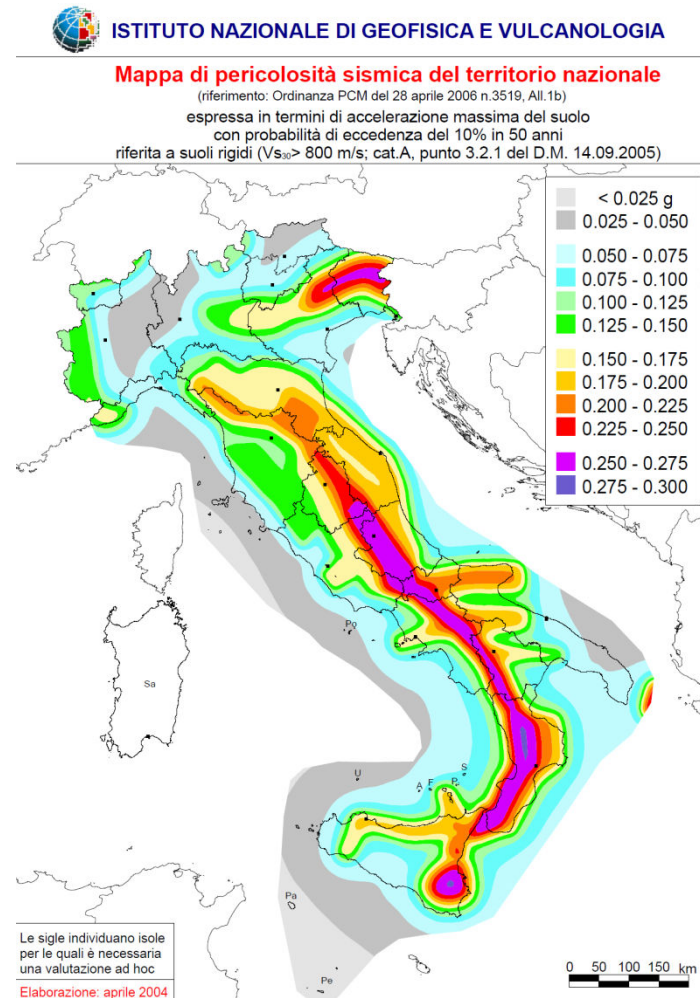 ISTITUTO NAZIONALE DI GEOFISICA E VULCANOLOGIA
Mappa di pericolosità sismica del territorio nazionale
(riferimento: Ordinanza PCM del 28 aprile 2006 n.3519, All.1b)
espressa in termini di accelerazione massima del suolo
con probabilità di eccedenza del 10% in 50 anni
riferita a suoli rigidi (Vs₃₀> 800 m/s; cat.A, punto 3.2.1 del D.M. 14.09.2005)
< 0.025 g
0.025 - 0.050
0.050 - 0.075
0.075 - 0.100
0.100 - 0.125
0.125 - 0.150
0.150 - 0.175
0.175 - 0.200
0.200 - 0.225
0.225 - 0.250
0.250 - 0.275
0.275 - 0.300
Po
Sa
U
A
F
P
S
Pa
Pe
Le sigle individuano isole
per le quali è necessaria
una valutazione ad hoc
Elaborazione: aprile 2004
0 50 100 150 km